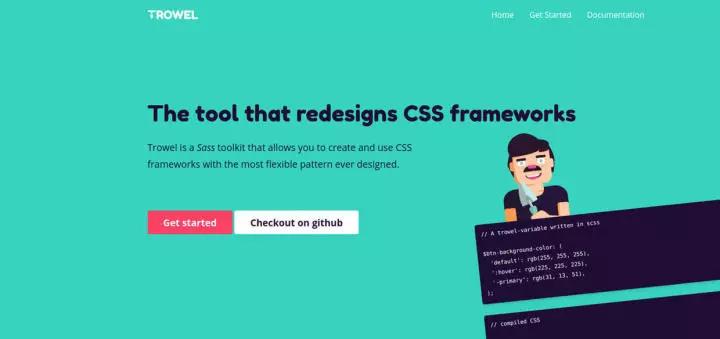 TROWEL
Home Get Started Documentation
The tool that redesigns CSS frameworks
Trowel is a Sass toolkit that allows you to create and use CSS
frameworks with the most flexible pattern ever designed.
Get started Checkout on github
// A trowel-variable written in scss
$btn-background-color: (
'default': rgb(255, 255, 255),
':hover': rgb(225, 225, 225),
'-primary': rgb(31, 13, 51),
);
// compiled CSS